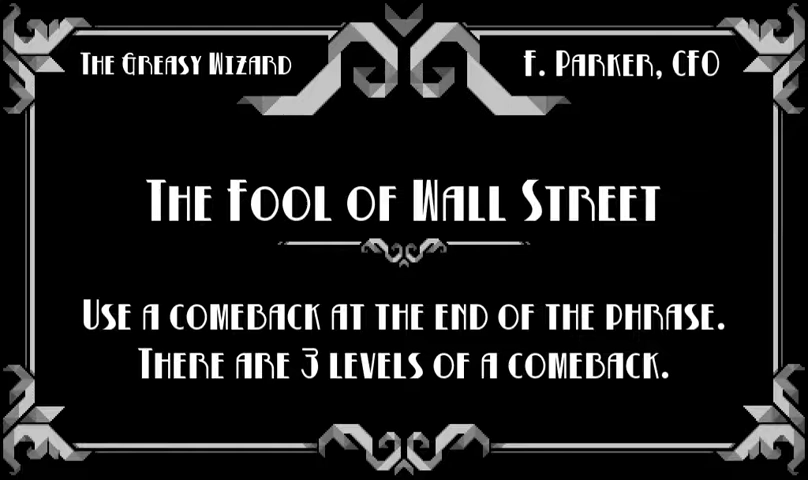 The Greasy Wizard
F. Parker, CFO
The Fool of Wall Street
Use a comeback at the end of the phrase.
There are 3 levels of a comeback.